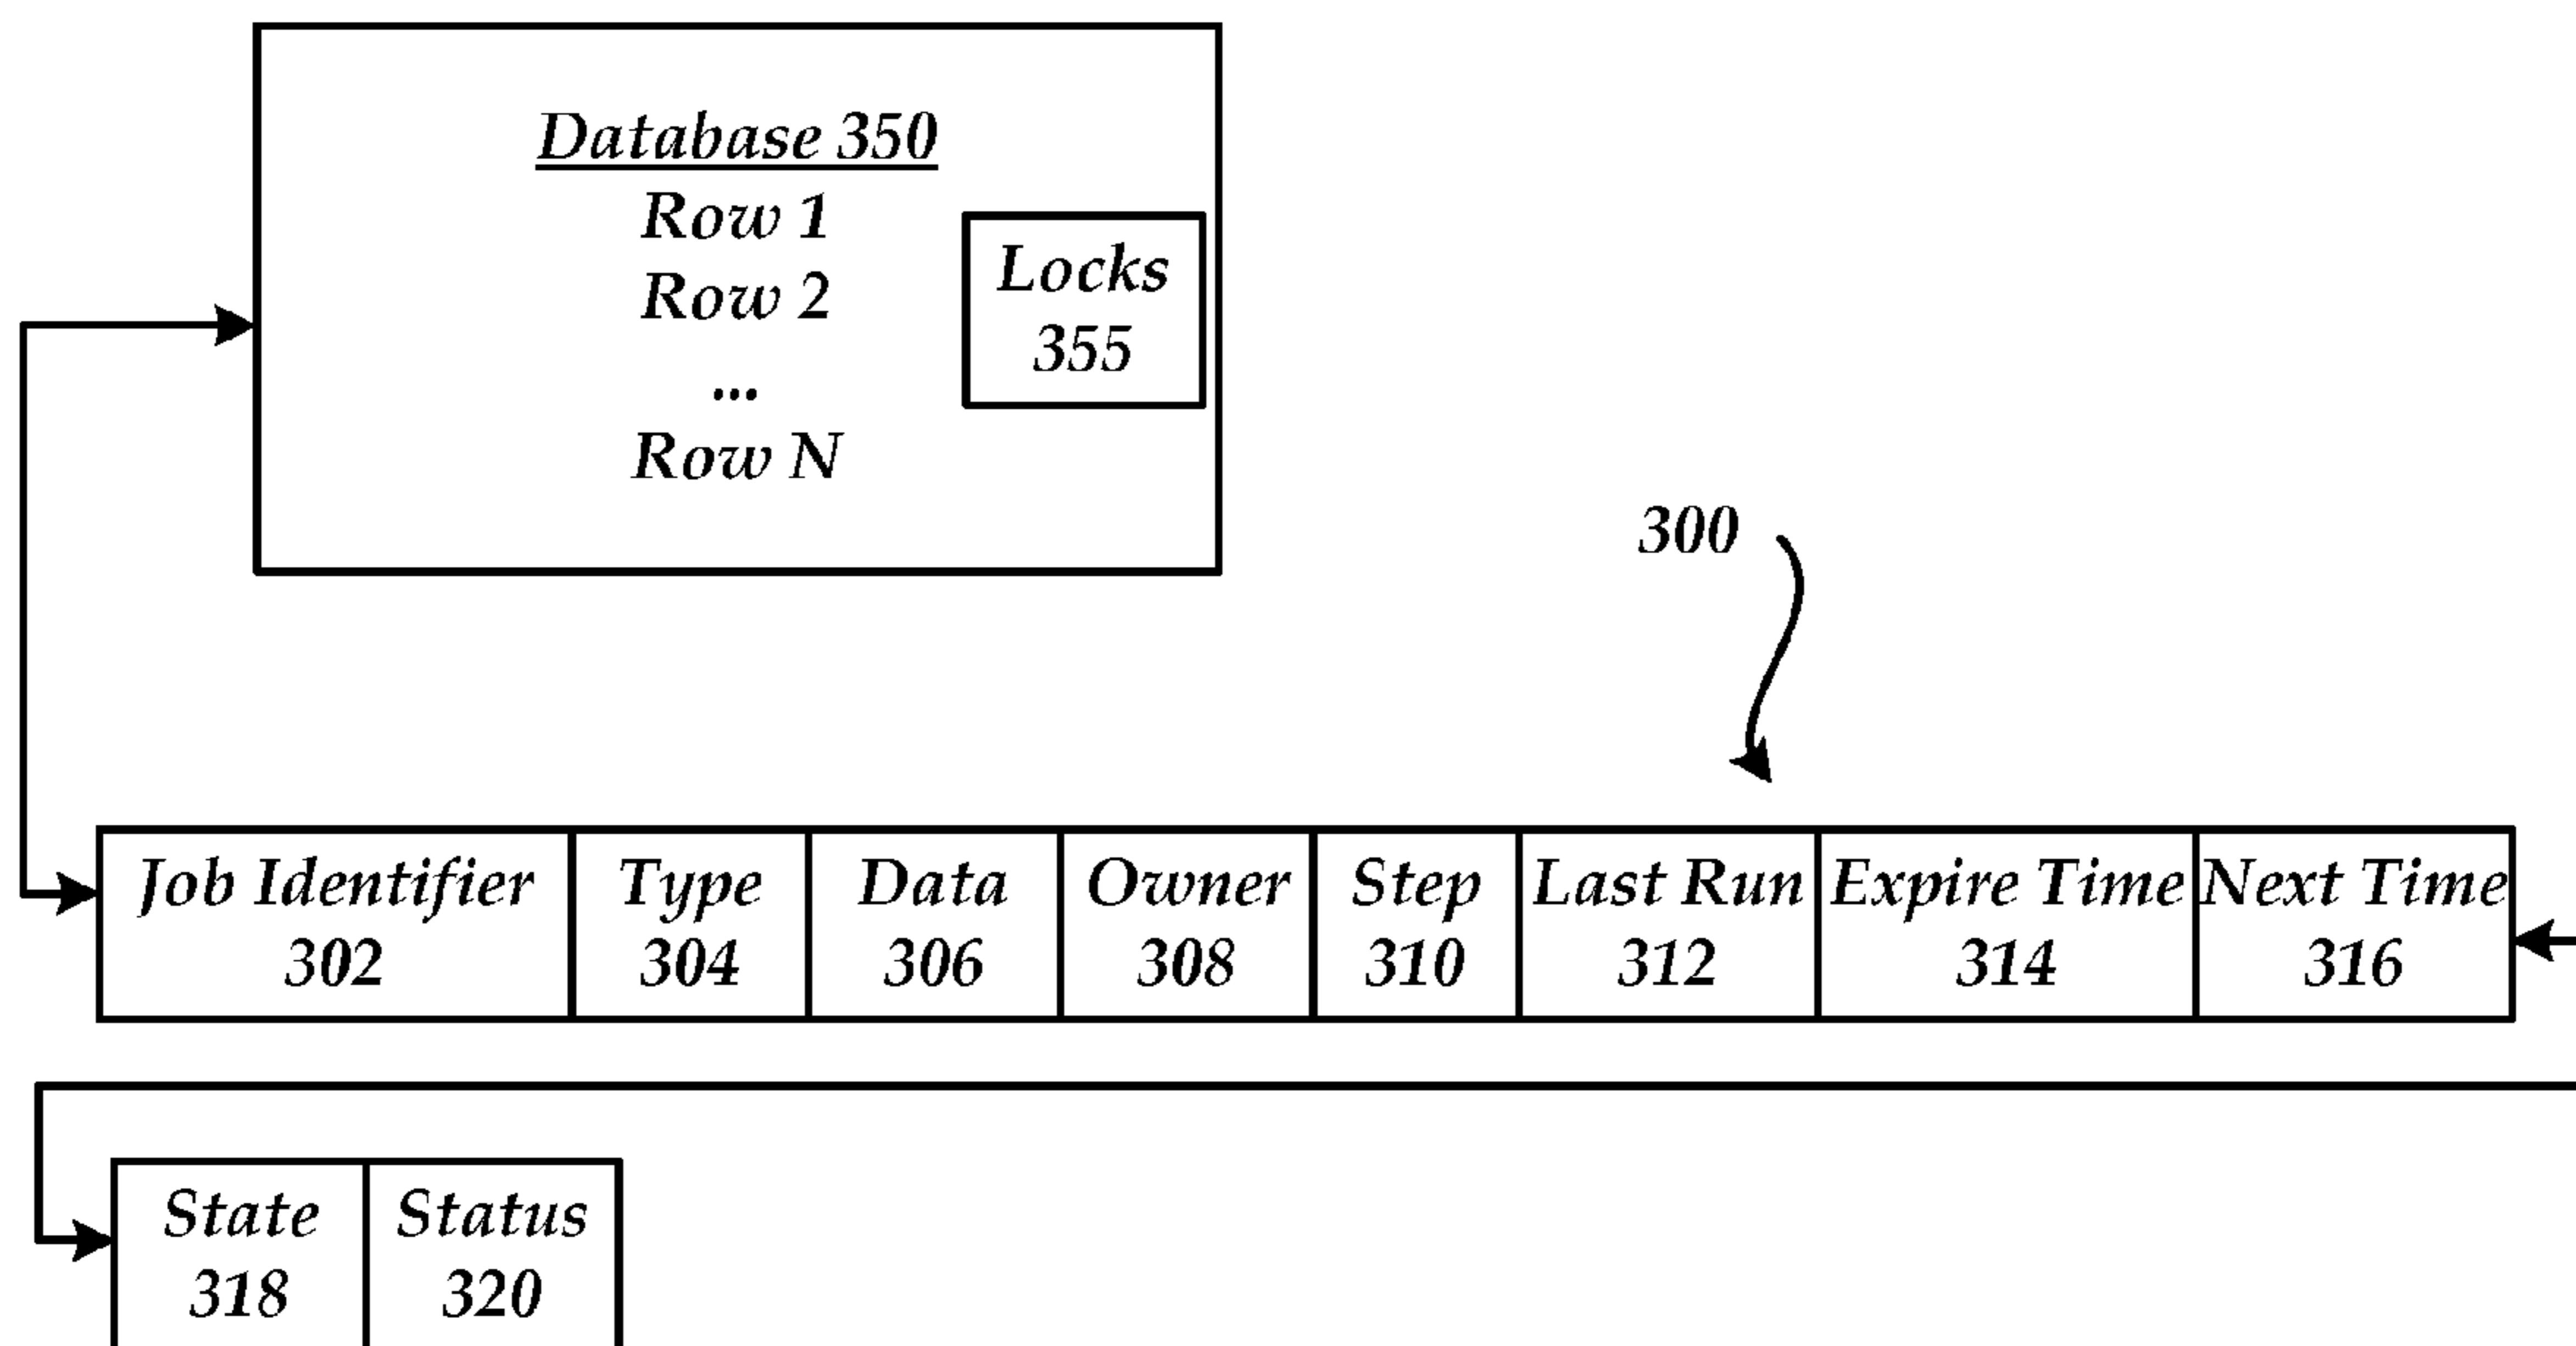 Database 350
Row 1
Row 2
...
Row N
Locks
355
300
Job Identifier
302
Type
304
Data
306
Owner
308
Step
310
Last Run
312
Expire Time
314
Next Time
316
State
318
Status
320